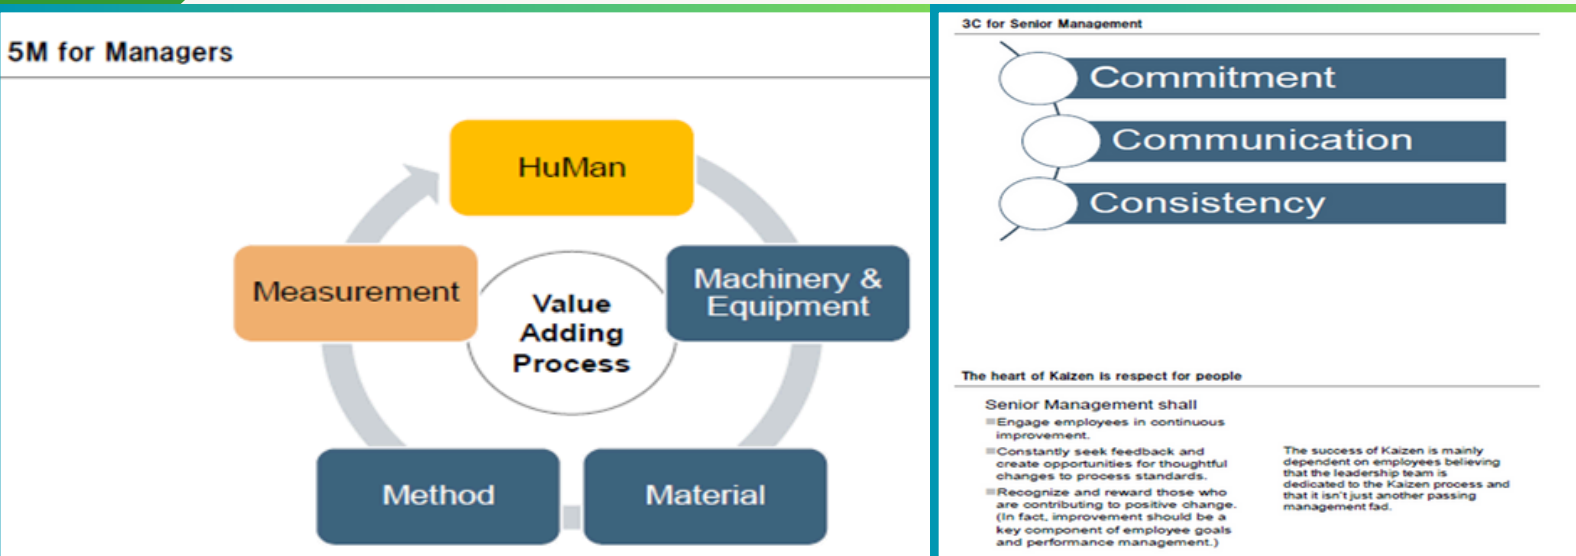 5M for Managers
HuMan
Machinery &
Equipment
Material
Method
Measurement
Value
Adding
Process
3C for Senior Management
Commitment
Communication
Consistency
The heart of Kaizen is respect for people
Senior Management shall
Engage employees in continuous
improvement.
Constantly seek feedback and
create opportunities for thoughtful
changes to process standards.
Recognize and reward those who
are contributing to positive change.
(In fact, improvement should be a
key component of employee goals
and performance management.)
The success of Kaizen is mainly
dependent on employees believing
that the leadership team is
dedicated to the Kaizen process and
that it isn't just another passing
management fad.